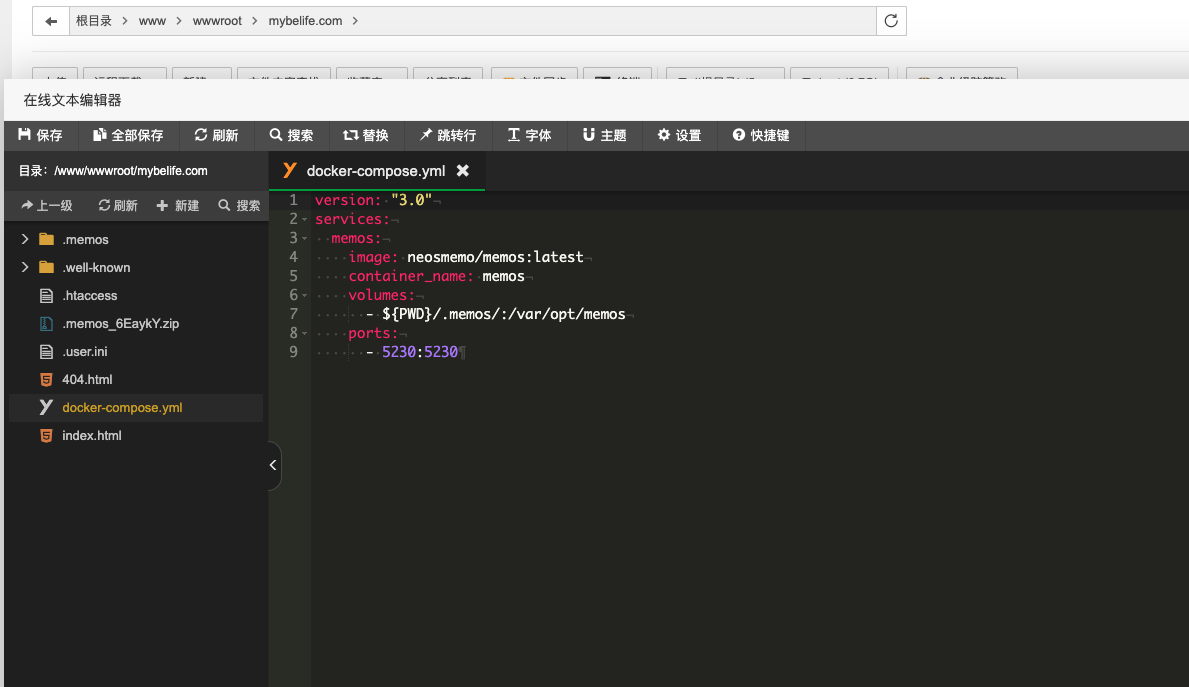 根目录 > www > wwwroot > mybelife.com >
在线文本编辑器
保存 全部保存 刷新 搜索 替换 跳转行 字体 主题 设置 快捷键
目录：/www/wwwroot/mybelife.com
docker-compose.yml
上一级 刷新 新建 搜索
.memos
.well-known
.htaccess
.memos_6EaykY.zip
.user.ini
404.html
docker-compose.yml
index.html
1 version: "3.0"
2 services:
3 memos:
4 image: neosmemo/memos:latest
5 container_name: memos
6 volumes:
7 - ${PWD}/.memos/:/var/opt/memos
8 ports:
9 - 5230:5230